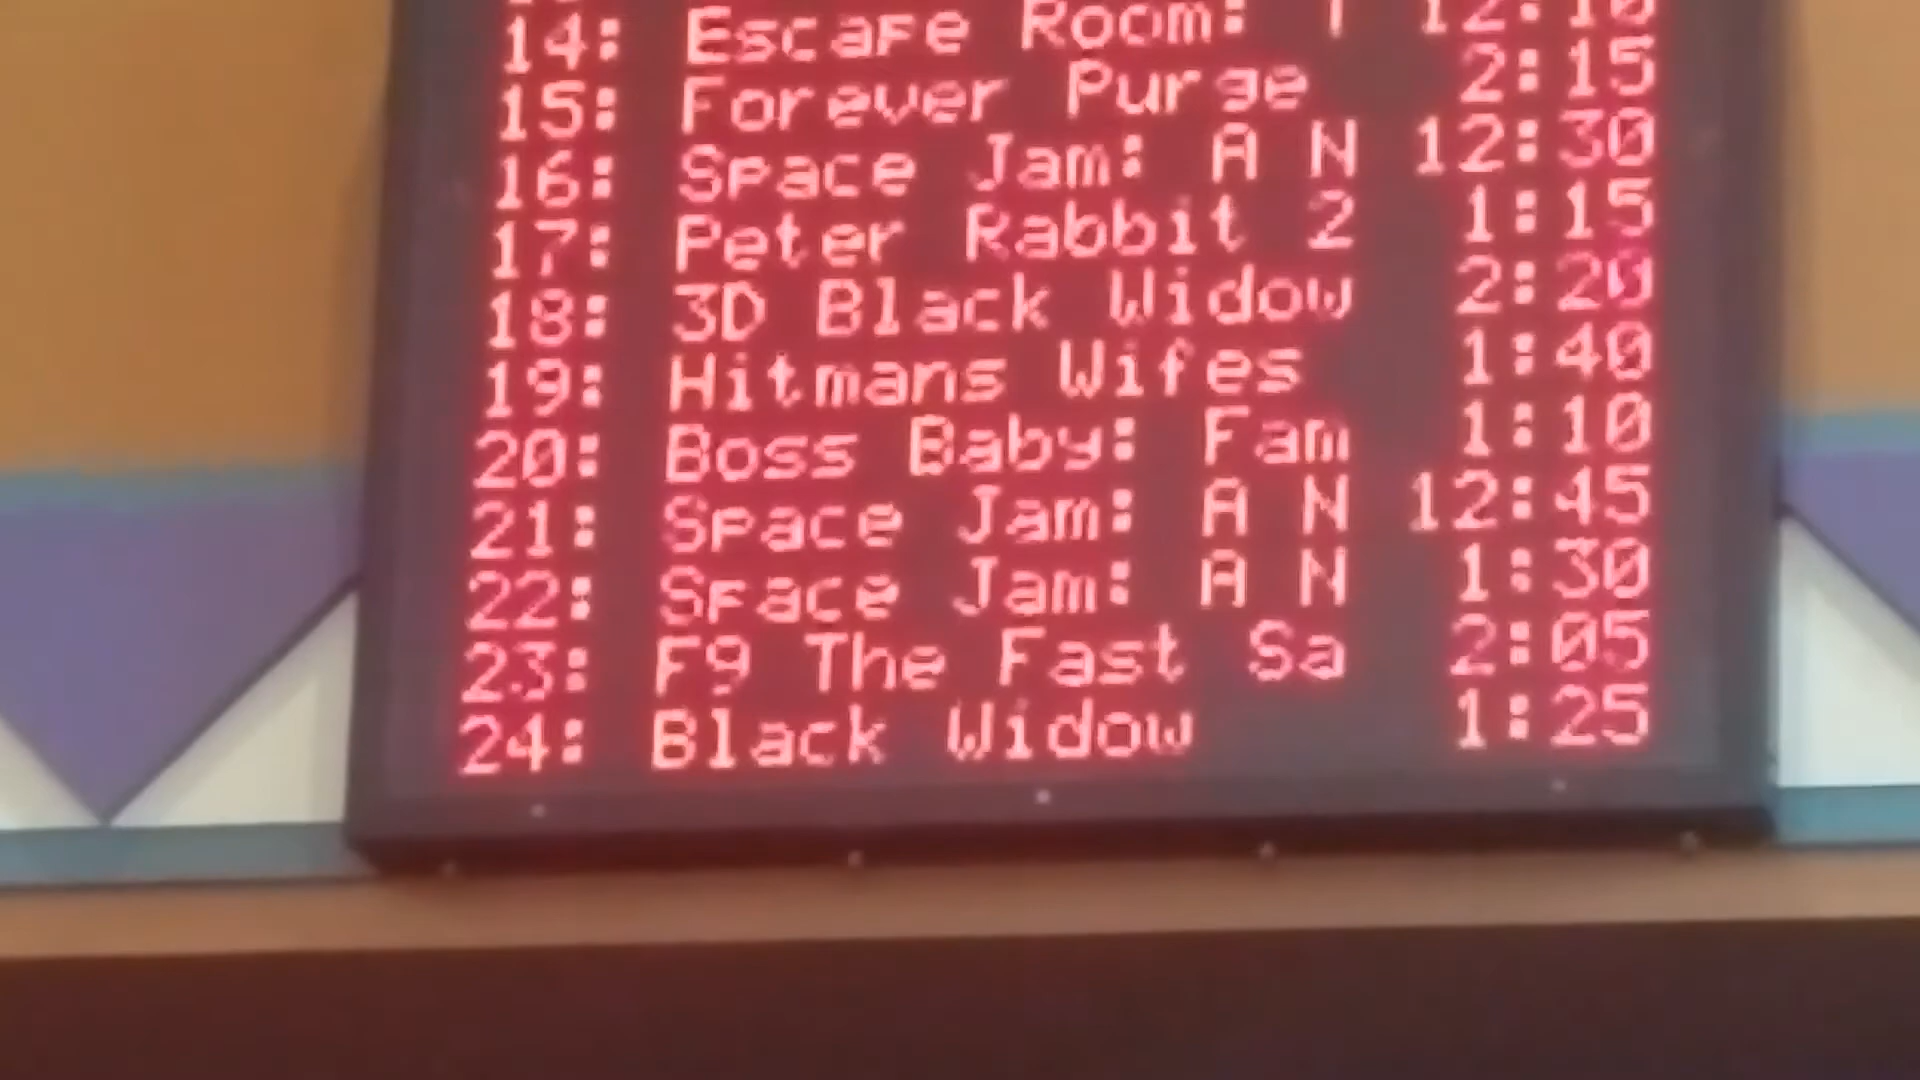 14: Escape Room: T 12:10
15: Forever Purge 2:15
16: Space Jam: A N 12:30
17: Peter Rabbit 2 1:15
18: 3D Black Widow 2:20
19: Hitmans Wifes 1:40
20: Boss Baby: Fam 1:10
21: Space Jam: A N 12:45
22: Space Jam: A N 1:30
23: F9 The Fast Sa 2:05
24: Black Widow 1:25